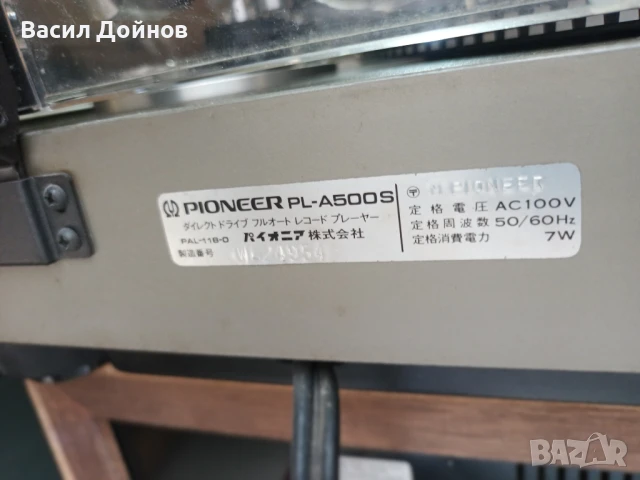 Васил Дойнов
PIONEER PL-A500S
ダイレクトドライブ フルオート レコード プレーヤー
PAL-118-0 パイオニア株式会社
製造番号
〒 PIONEER
定格電圧 AC100V
定格周波数 50/60Hz
定格消費電力 7W
BAZAR